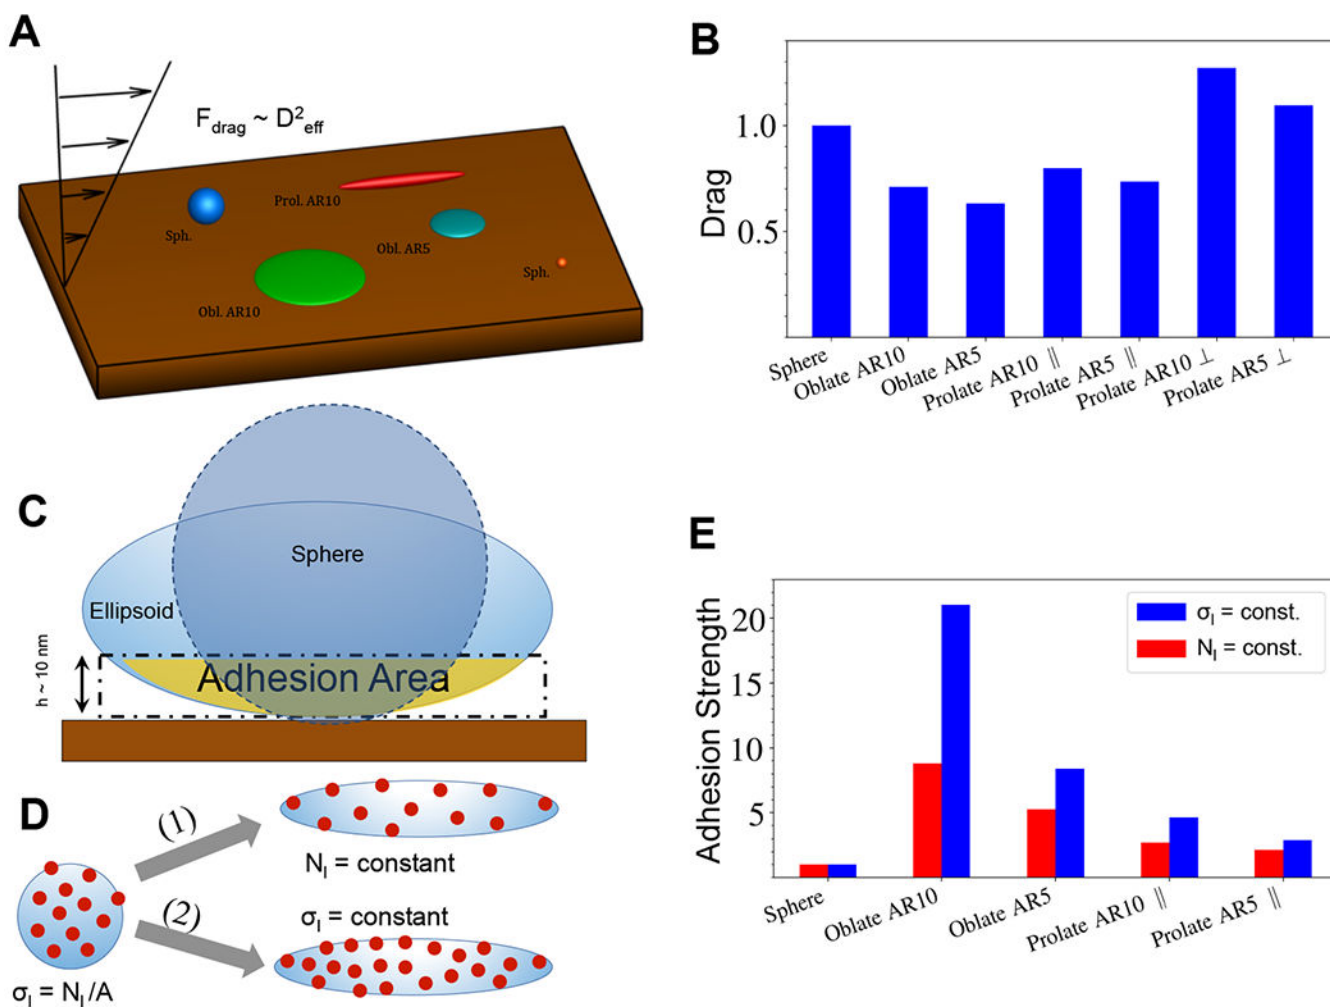 A
F_drag ~ D²_eff
Prol. AR10
Sph.
Obl. AR5
Sph.
Obl. AR10
B
Drag
1.0
0.5
Sphere
Oblate AR10
Oblate AR5
Prolate AR10 ∥
Prolate AR5 ∥
Prolate AR10 ⊥
Prolate AR5 ⊥
C
Sphere
Ellipsoid
h ~ 10 nm
Adhesion Area
D
(1)
N_l = constant
(2)
σ_l = constant
σ_l = N_l/A
E
Adhesion Strength
20
15
10
5
σ_l = const.
N_l = const.
Sphere
Oblate AR10
Oblate AR5
Prolate AR10 ∥
Prolate AR5 ∥